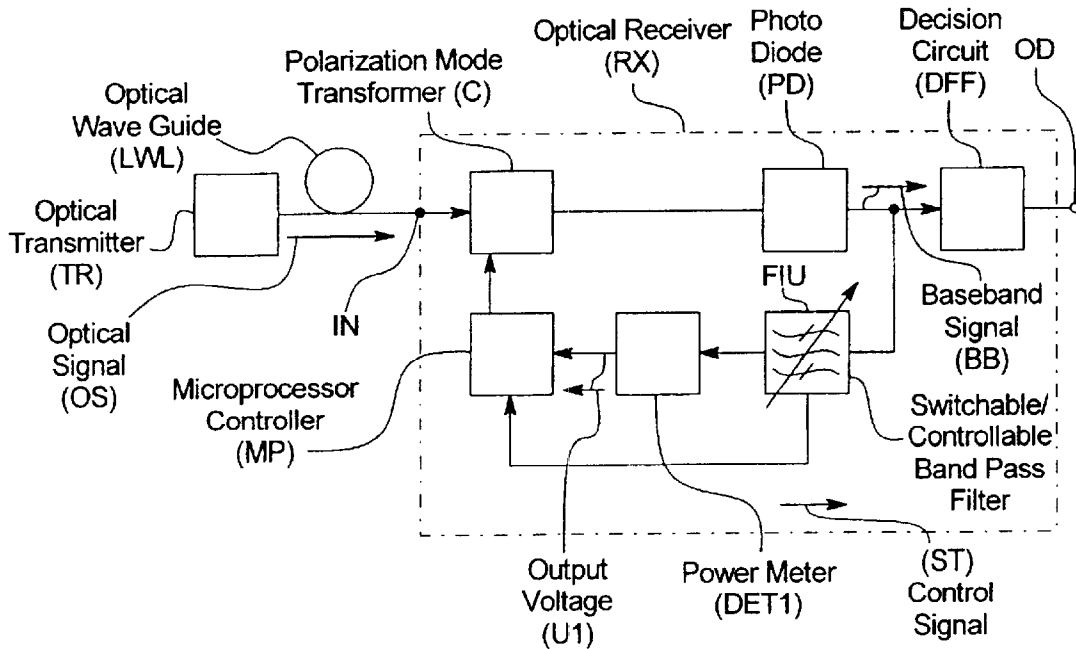 Optical Receiver
(RX)
Photo
Diode
(PD)
Decision
Circuit
(DFF)
OD
Polarization Mode
Transformer (C)
Optical
Wave Guide
(LWL)
Optical
Transmitter
(TR)
IN
FIU
Baseband
Signal
(BB)
Optical
Signal
(OS)
Microprocessor
Controller
(MP)
Switchable/
Controllable
Band Pass
Filter
Output
Voltage
(U1)
Power Meter
(DET1)
(ST)
Control
Signal